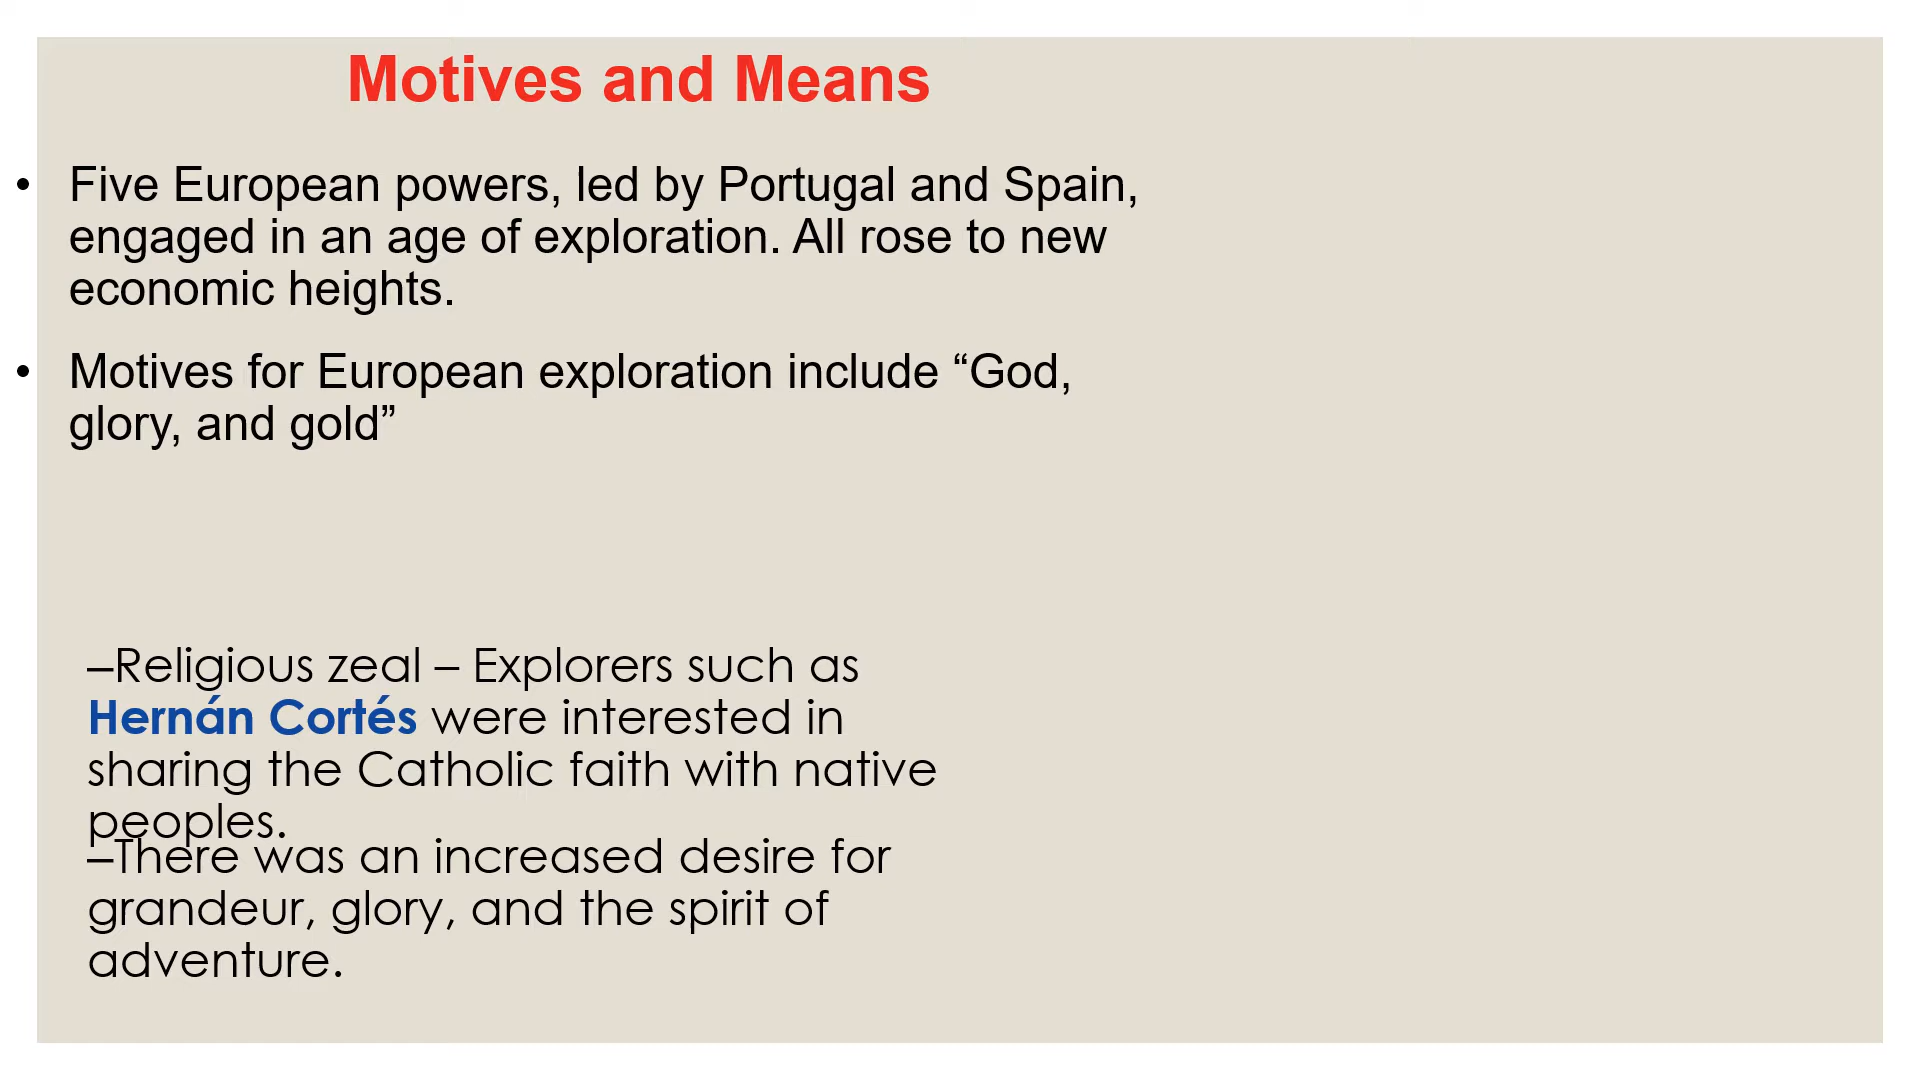 Motives and Means
• Five European powers, led by Portugal and Spain,
engaged in an age of exploration. All rose to new
economic heights.
• Motives for European exploration include “God,
glory, and gold”
–Religious zeal – Explorers such as
Hernán Cortés were interested in
sharing the Catholic faith with native
peoples.
–There was an increased desire for
grandeur, glory, and the spirit of
adventure.